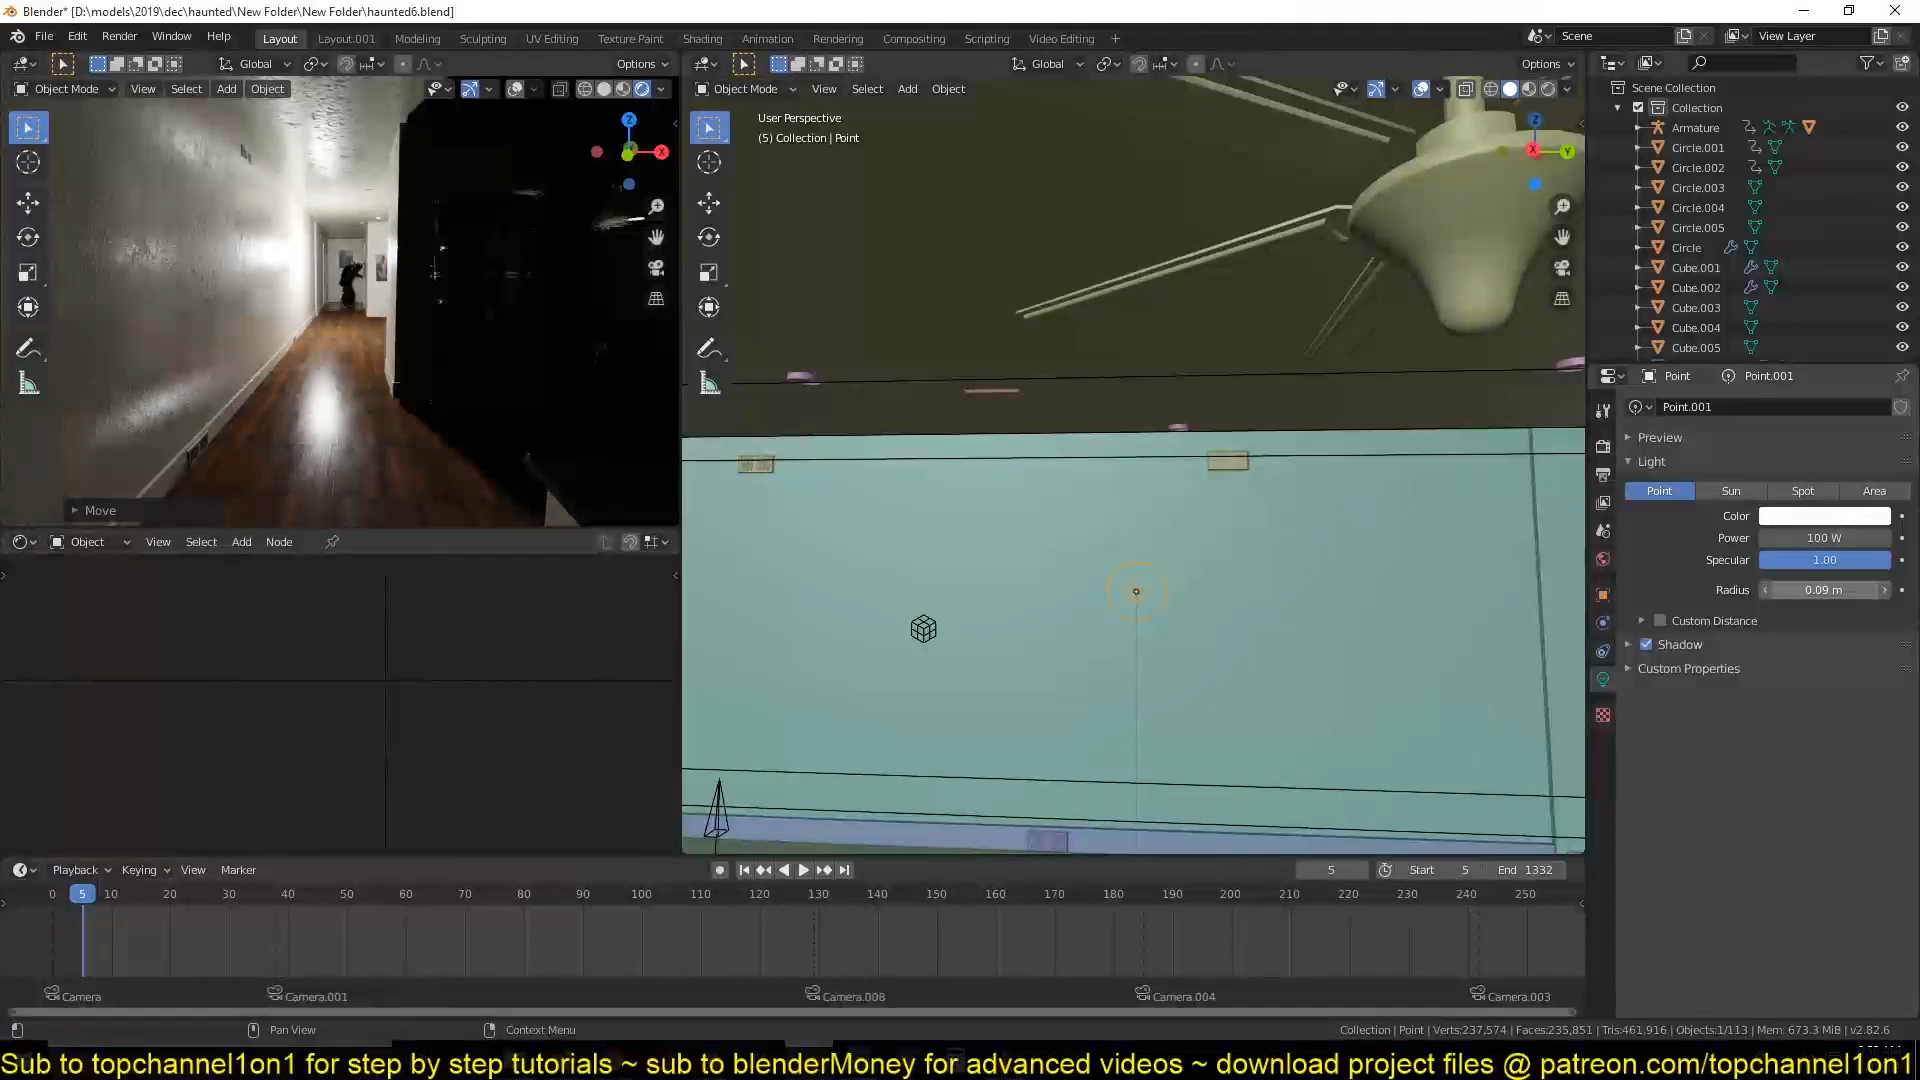 Blender* [D:\models\2019\dec\haunted\New Folder\New Folder\haunted6.blend]
File Edit Render Window Help Layout Layout.001 Modeling Sculpting UV Editing Texture Paint Shading Animation Rendering Compositing Scripting Video Editing + Scene View Layer
Global Options Global Options
Object Mode View Select Add Object Object Mode View Select Add Object
Scene Collection
Collection
Armature
Circle.001
Circle.002
Circle.003
Circle.004
Circle.005
Circle
Cube.001
Cube.002
Cube.003
Cube.004
Cube.005
Z
X
User Perspective
(5) Collection | Point
Z
X
Y
Move
Point Point.001
Point.001
Preview
Light
Point Sun Spot Area
Color
Power 100 W
Specular 1.00
Radius 0.09 m
Custom Distance
Shadow
Custom Properties
Object View Select Add Node
Playback Keying View Marker 5 Start 5 End 1332
0 5 10 20 30 40 50 60 70 80 90 100 110 120 130 140 150 160 170 180 190 200 210 220 230 240 250
Camera Camera.001 Camera.008 Camera.004 Camera.003
Pan View Context Menu Collection | Point | Verts:237,574 | Faces:235,851 | Tris:461,916 | Objects:1/113 | Mem: 673.3 MiB | v2.82.6
Sub to topchannel1on1 for step by step tutorials ~ sub to blenderMoney for advanced videos ~ download project files @ patreon.com/topchannel1on1